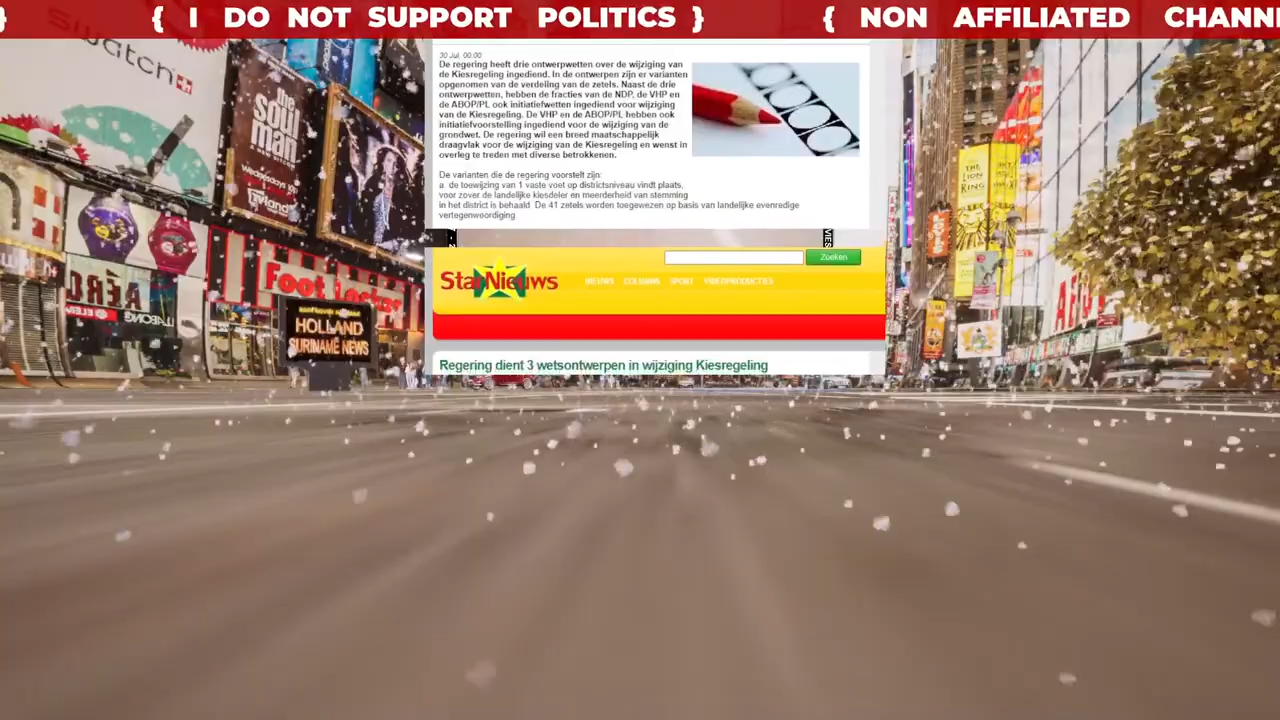 } { I DO NOT SUPPORT POLITICS } { NON AFFILIATED CHANN
swatch
the
soul
man
Wednesdays 10pm
tvland
Foot Locker
HOLLAND
SURINAME NEWS
THE
LION
KING
30 Jul, 00:00
De regering heeft drie ontwerpwetten over de wijziging van
de Kiesregeling ingediend. In de ontwerpen zijn er varianten
opgenomen van de verdeling van de zetels. Naast de drie
ontwerpwetten, hebben de fracties van de NDP, de VHP en
de ABOP/PL ook initiatiefwetten ingediend voor wijziging
van de Kiesregeling. De VHP en de ABOP/PL hebben ook
initiatiefvoorstelling ingediend voor de wijziging van de
grondwet. De regering wil een breed maatschappelijk
draagvlak voor de wijziging van de Kiesregeling en wenst in
overleg te treden met diverse betrokkenen.
De varianten die de regering voorstelt zijn:
a. de toewijzing van 1 vaste voet op districtsniveau vindt plaats,
voor zover de landelijke kiesdeler en meerderheid van stemming
in het district is behaald. De 41 zetels worden toegewezen op basis van landelijke evenredige
vertegenwoordiging.
Zoeken
StarNieuws
NIEUWS COLUMNS SPORT VIDEOPRODUCTIES
Regering dient 3 wetsontwerpen in wijziging Kiesregeling